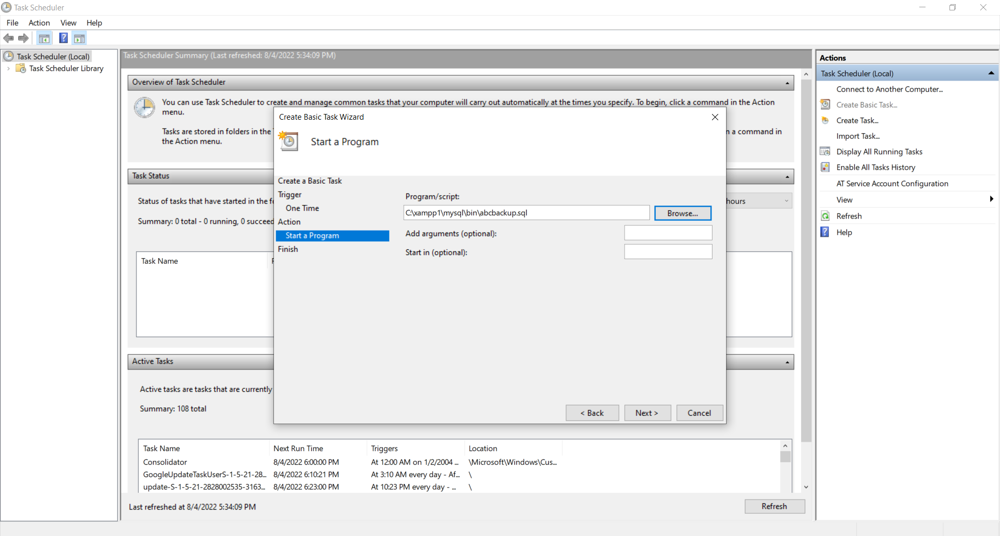 Task Scheduler
File Action View Help
Task Scheduler (Local)
Task Scheduler Library
Task Scheduler Summary (Last refreshed: 8/4/2022 5:34:09 PM)
Overview of Task Scheduler
You can use Task Scheduler to create and manage common tasks that your computer will carry out automatically at the times you specify. To begin, click a command in the Action
menu.
Tasks are stored in folders in the
n a command in
the Action menu.
Task Status
Status of tasks that have started in the f
hours
Summary: 0 total - 0 running, 0 succeed
Task Name
Create Basic Task Wizard
Start a Program
Create a Basic Task
Trigger
One Time
Action
Start a Program
Finish
Program/script:
C:\xampp1\mysql\bin\abcbackup.sql
Browse...
Add arguments (optional):
Start in (optional):
< Back
Next >
Cancel
Active Tasks
Active tasks are tasks that are currently
Summary: 108 total
Task Name Next Run Time Triggers Location
Consolidator 8/4/2022 6:00:00 PM At 12:00 AM on 1/2/2004 ... \Microsoft\Windows\Cus...
GoogleUpdateTaskUserS-1-5-21-28... 8/4/2022 6:10:21 PM At 3:10 AM every day - Af... \
update-S-1-5-21-2828002535-3163... 8/4/2022 6:23:00 PM At 10:23 PM every day - ... \
Last refreshed at 8/4/2022 5:34:09 PM
Refresh
Actions
Task Scheduler (Local)
Connect to Another Computer...
Create Basic Task...
Create Task...
Import Task...
Display All Running Tasks
Enable All Tasks History
AT Service Account Configuration
View
Refresh
Help